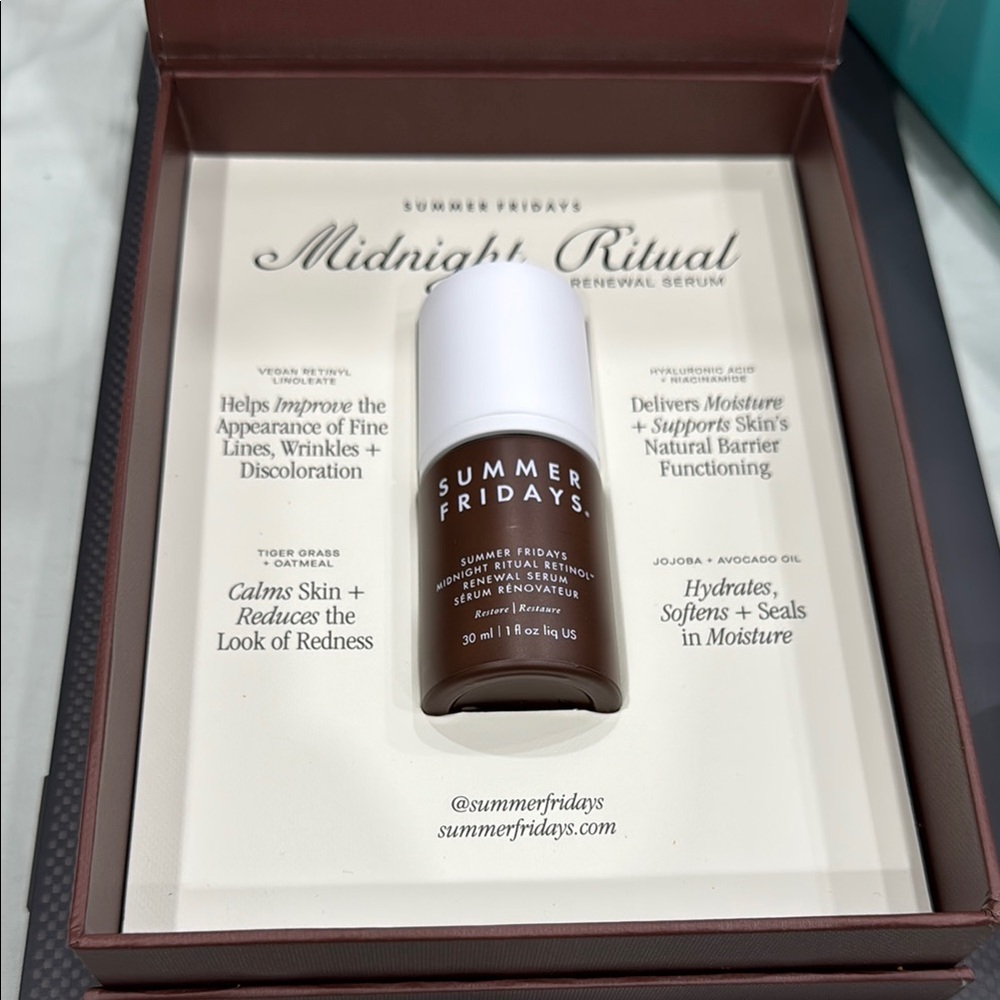 SUMMER FRIDAYS
Midnight Ritual
RENEWAL SERUM
VEGAN RETINYL
LINOLEATE
Helps Improve the
Appearance of Fine
Lines, Wrinkles +
Discoloration
HYALURONIC ACID
+ NIACINAMIDE
Delivers Moisture
+ Supports Skin's
Natural Barrier
Functioning
SUMMER
FRIDAYS®
SUMMER FRIDAYS
MIDNIGHT RITUAL RETINOL™
RENEWAL SERUM
SÉRUM RÉNOVATEUR
Restore | Restaure
30 ml | 1 fl oz liq US
TIGER GRASS
+ OATMEAL
Calms Skin +
Reduces the
Look of Redness
JOJOBA + AVOCADO OIL
Hydrates,
Softens + Seals
in Moisture
@summerfridays
summerfridays.com